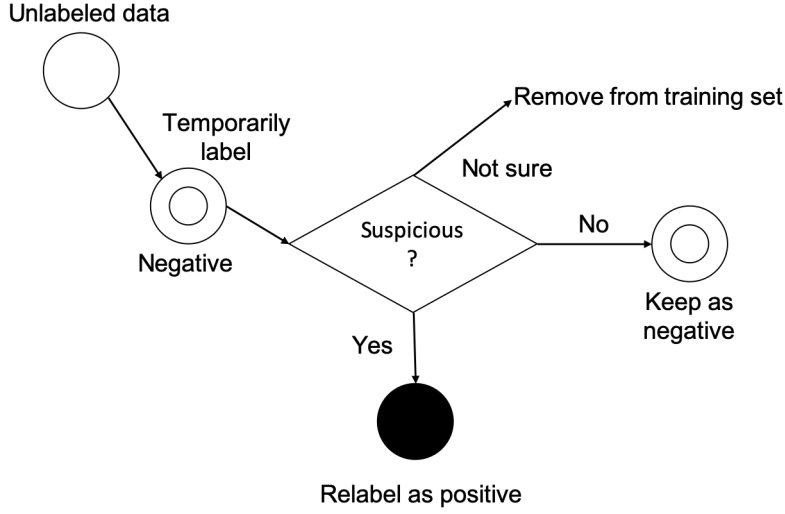 Unlabeled data
Temporarily
label
Negative
Suspicious
?
Remove from training set
Not sure
No
Keep as
negative
Yes
Relabel as positive